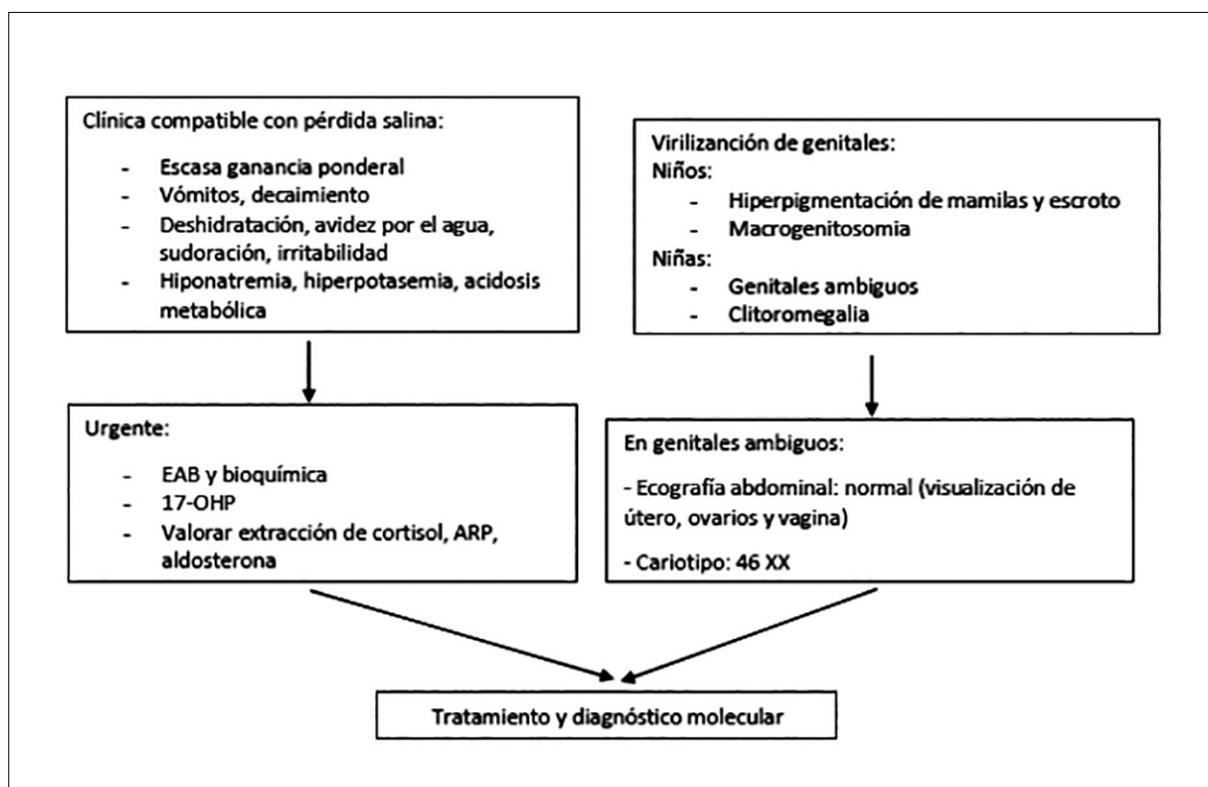 Clínica compatible con pérdida salina:
- Escasa ganancia ponderal
- Vómitos, decaimiento
- Deshidratación, avidez por el agua,
sudoración, irritabilidad
- Hiponatremia, hiperpotasemia, acidosis
metabólica
Virilizanción de genitales:
Niños:
- Hiperpigmentación de mamilas y escroto
- Macrogenitosomia
Niñas:
- Genitales ambiguos
- Clitoromegalia
Urgente:
- EAB y bioquímica
- 17-OHP
- Valorar extracción de cortisol, ARP,
aldosterona
En genitales ambiguos:
- Ecografía abdominal: normal (visualización de
útero, ovarios y vagina)
- Cariotipo: 46 XX
Tratamiento y diagnóstico molecular